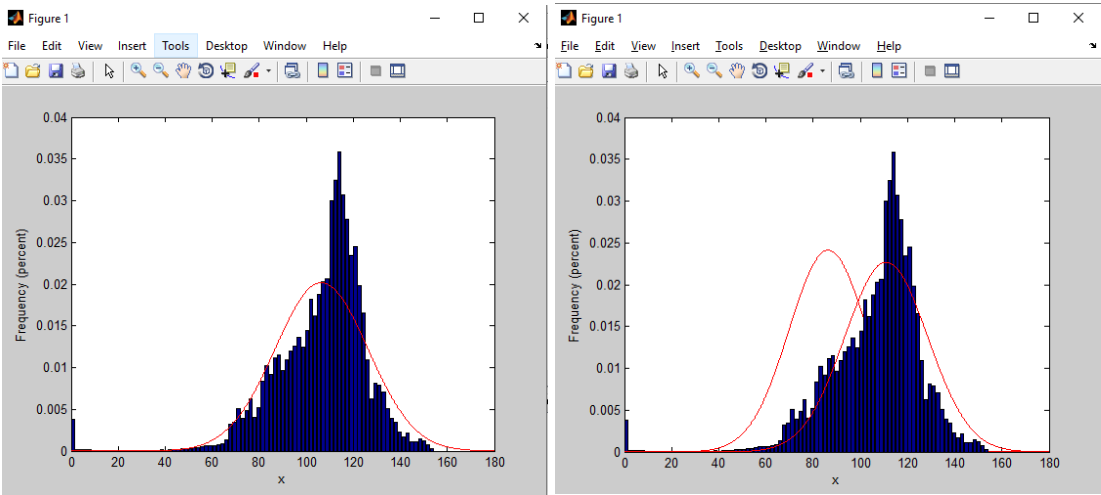 Figure 1
File Edit View Insert Tools Desktop Window Help
0.04
0.035
0.03
0.025
0.02
0.015
0.01
0.005
0
Frequency (percent)
0 20 40 60 80 100 120 140 160 180
x
Figure 1
File Edit View Insert Tools Desktop Window Help
0.04
0.035
0.03
0.025
0.02
0.015
0.01
0.005
0
Frequency (percent)
0 20 40 60 80 100 120 140 160 180
x